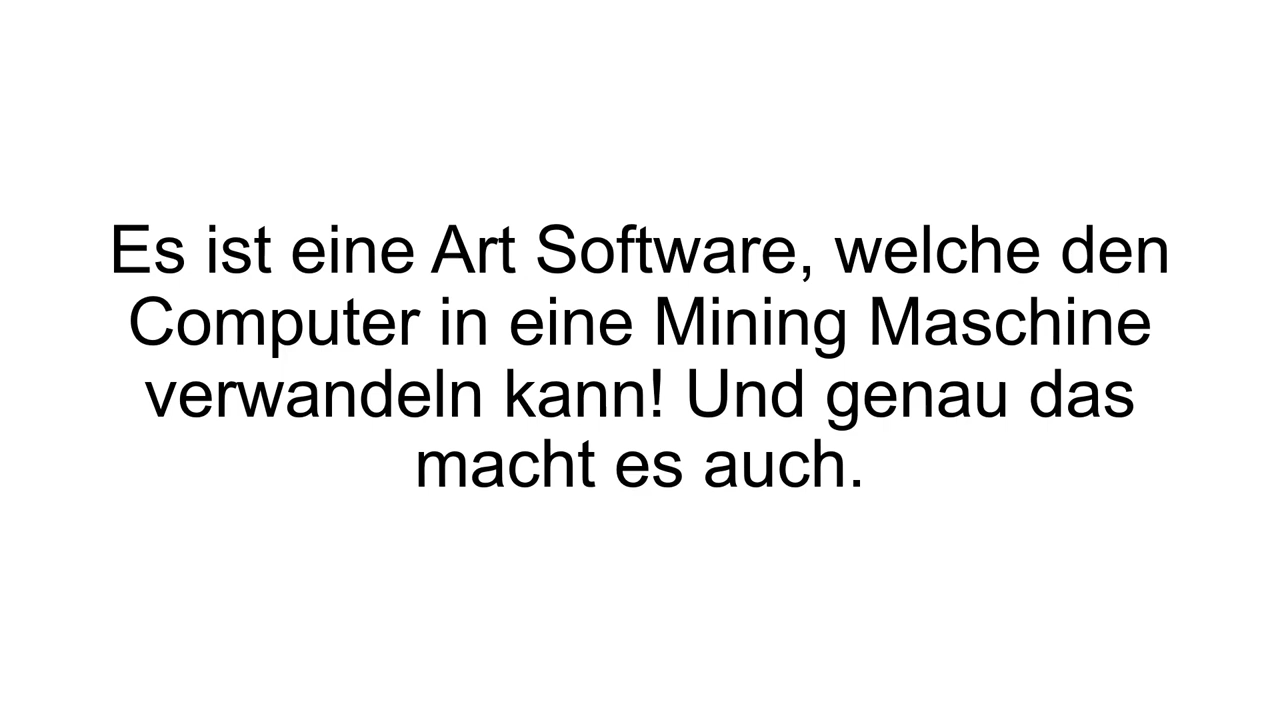 Es ist eine Art Software, welche den
Computer in eine Mining Maschine
verwandeln kann! Und genau das
macht es auch.